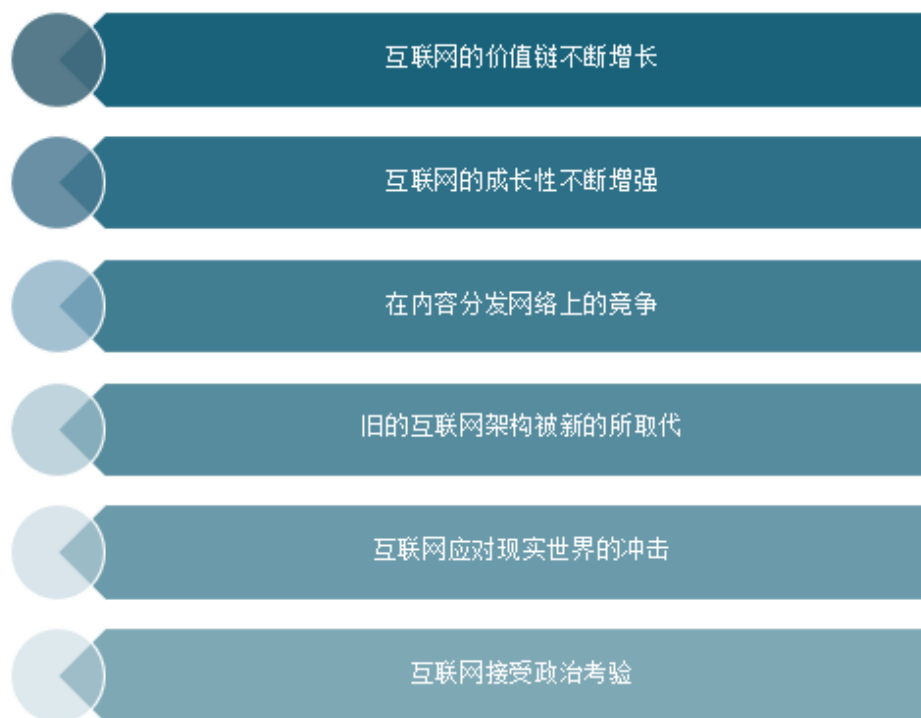 互联网的价值链不断增长
互联网的成长性不断增强
在内容分发网络上的竞争
旧的互联网架构被新的所取代
互联网应对现实世界的冲击
互联网接受政治考验